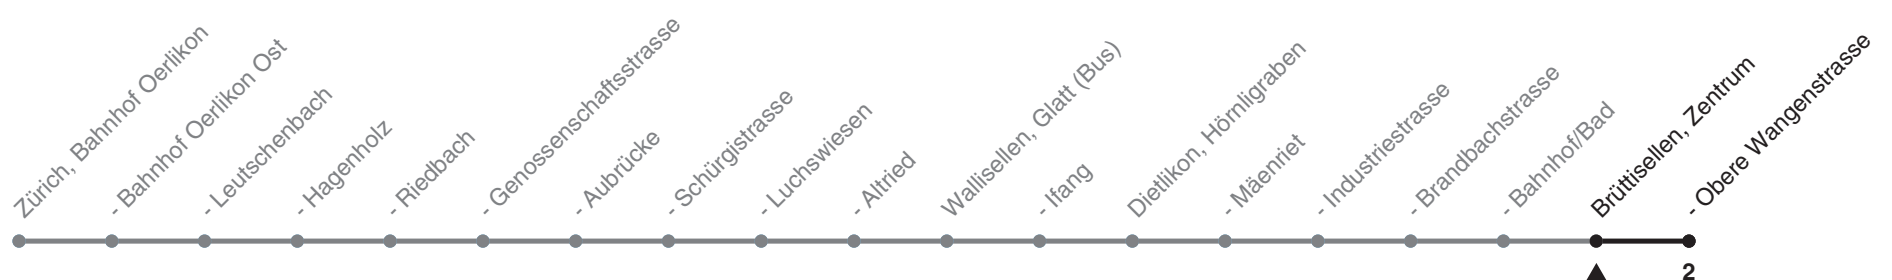 Zürich, Bahnhof Oerlikon
- Bahnhof Oerlikon Ost
- Leutschenbach
- Hagenholz
- Riedbach
- Genossenschaftsstrasse
- Aubrücke
- Schürgistrasse
- Luchswiesen
- Altried
Wallisellen, Glatt (Bus)
- Ifang
Dietlikon, Hörnligraben
- Mäenriet
- Industriestrasse
- Brandbachstrasse
- Bahnhof/Bad
Brüttisellen, Zentrum
- Obere Wangenstrasse
2